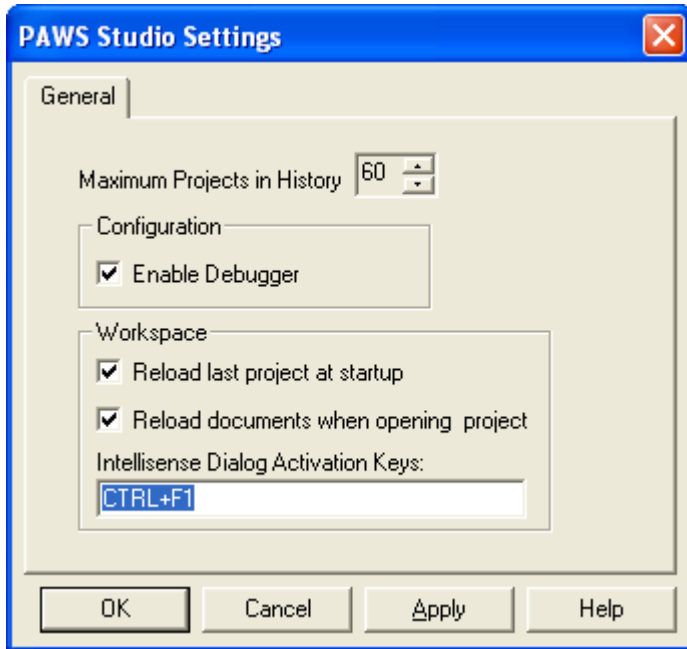 PAWS Studio Settings
General
Maximum Projects in History 60
Configuration
Enable Debugger
Workspace
Reload last project at startup
Reload documents when opening project
Intellisense Dialog Activation Keys:
CTRL+F1
OK Cancel Apply Help